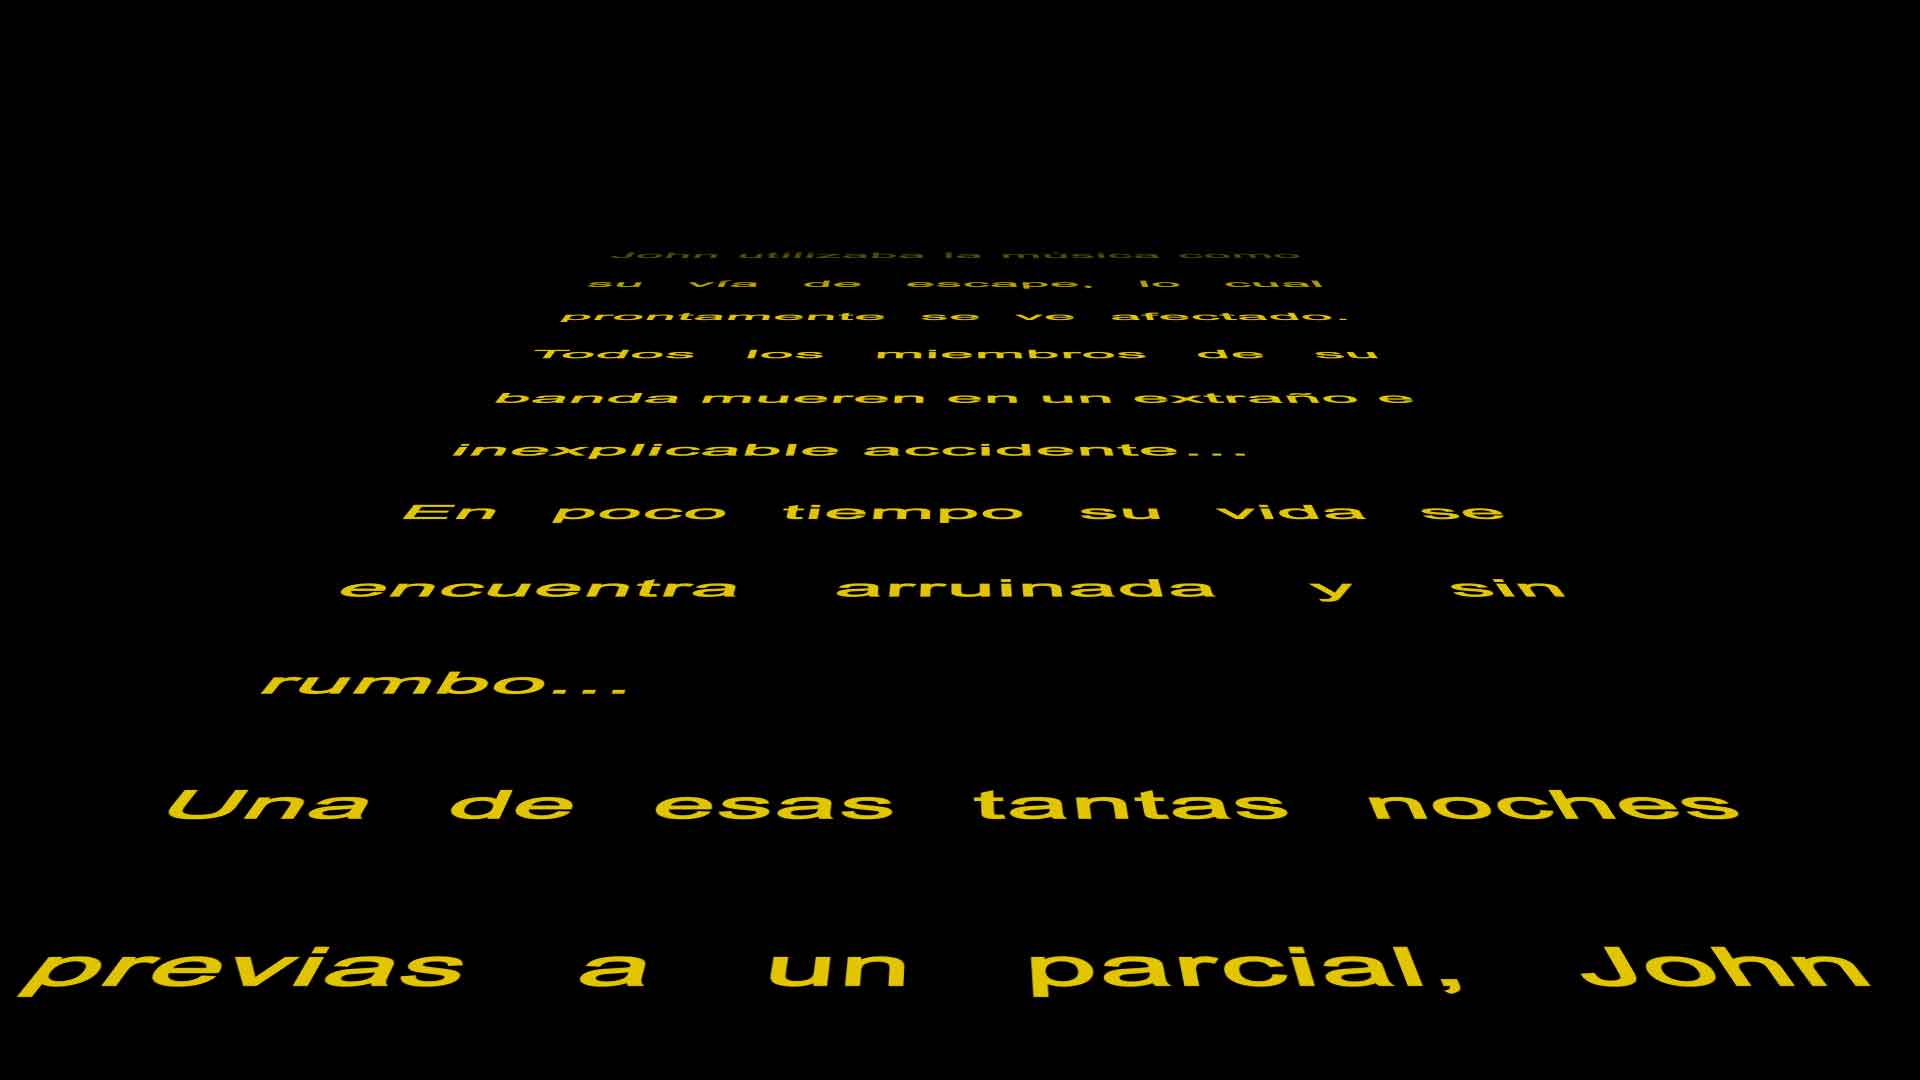 John utilizaba la música como
su vía de escape, lo cual
prontamente se ve afectado.
Todos los miembros de su
banda mueren en un extraño e
inexplicable accidente...
En poco tiempo su vida se
encuentra arruinada y sin
rumbo...
Una de esas tantas noches
previas a un parcial, John